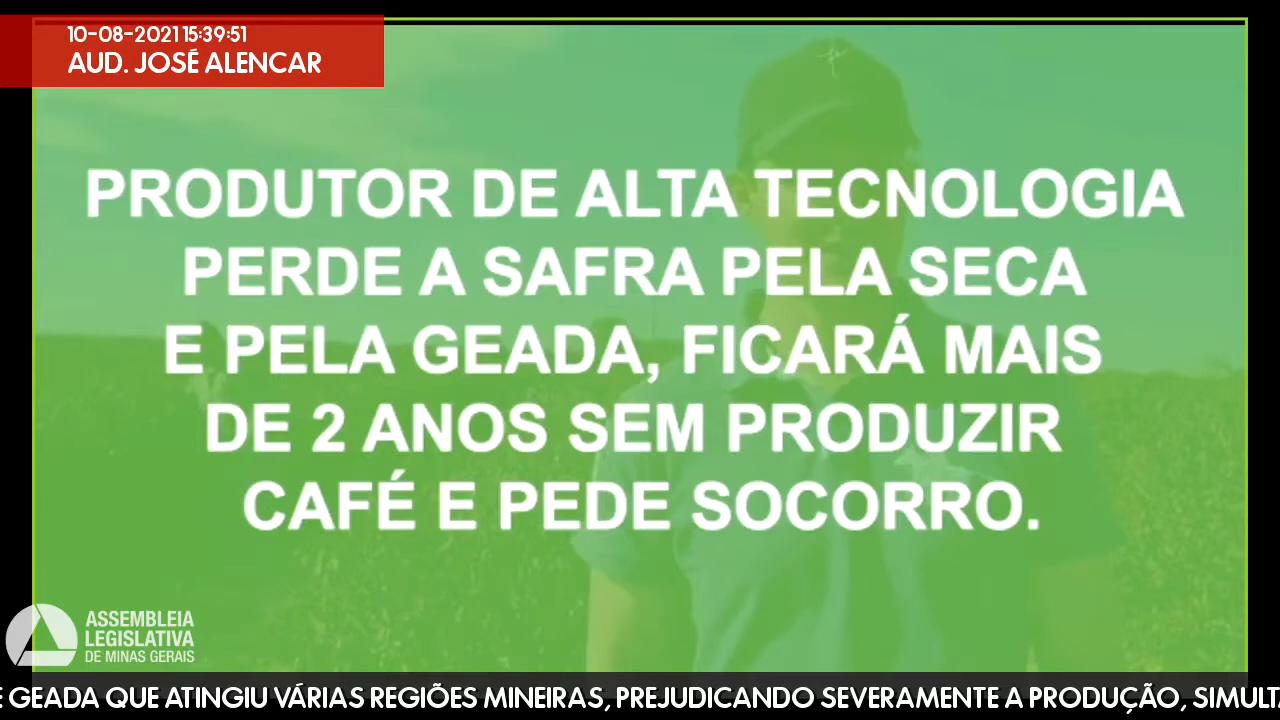 10-08-2021 15:39:51
AUD. JOSÉ ALENCAR
PRODUTOR DE ALTA TECNOLOGIA
PERDE A SAFRA PELA SECA
E PELA GEADA, FICARÁ MAIS
DE 2 ANOS SEM PRODUZIR
CAFÉ E PEDE SOCORRO.
ASSEMBLEIA
LEGISLATIVA
DE MINAS GERAIS
E GEADA QUE ATINGIU VÁRIAS REGIÕES MINEIRAS, PREJUDICANDO SEVERAMENTE A PRODUÇÃO, SIMULTA